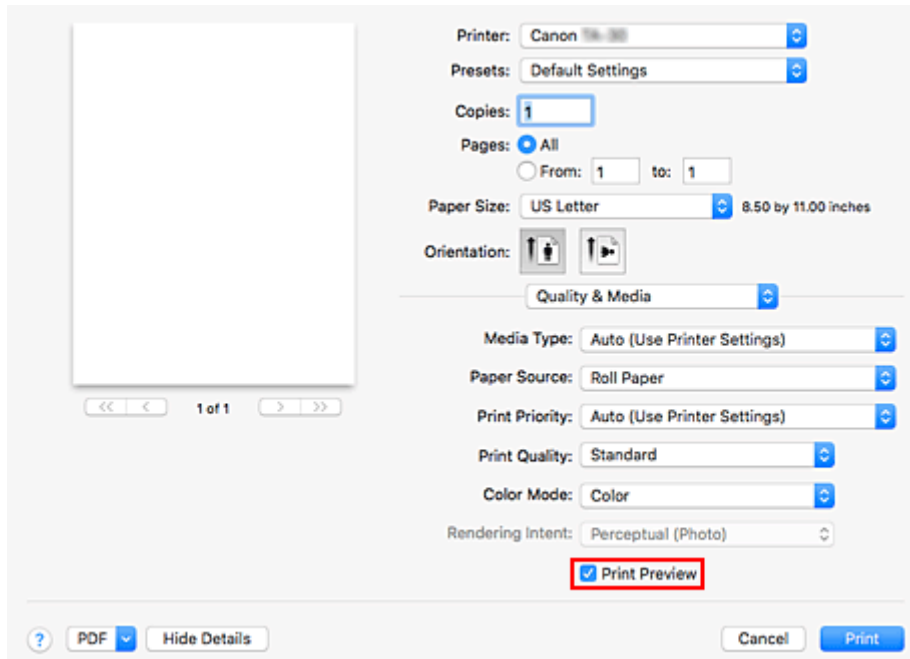 Printer: Canon
Presets: Default Settings
Copies: 1
Pages: All
From: 1 to: 1
Paper Size: US Letter 8.50 by 11.00 inches
Orientation:
Quality & Media
Media Type: Auto (Use Printer Settings)
Paper Source: Roll Paper
<< < 1 of 1 > >>
Print Priority: Auto (Use Printer Settings)
Print Quality: Standard
Color Mode: Color
Rendering Intent: Perceptual (Photo)
Print Preview
? PDF Hide Details Cancel Print